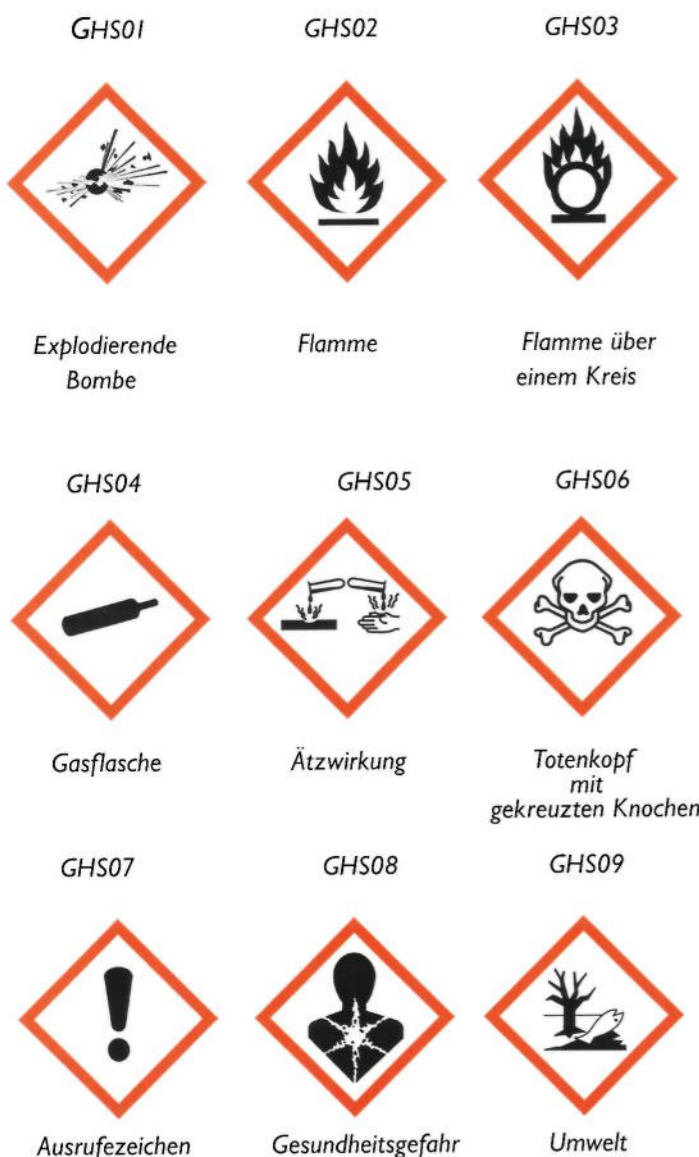 GHS01 GHS02 GHS03
Explodierende
Bombe
Flamme
Flamme über
einem Kreis
GHS04 GHS05 GHS06
Gasflasche
Ätzwirkung
Totenkopf
mit
gekreuzten Knochen
GHS07 GHS08 GHS09
Ausrufezeichen
Gesundheitsgefahr
Umwelt